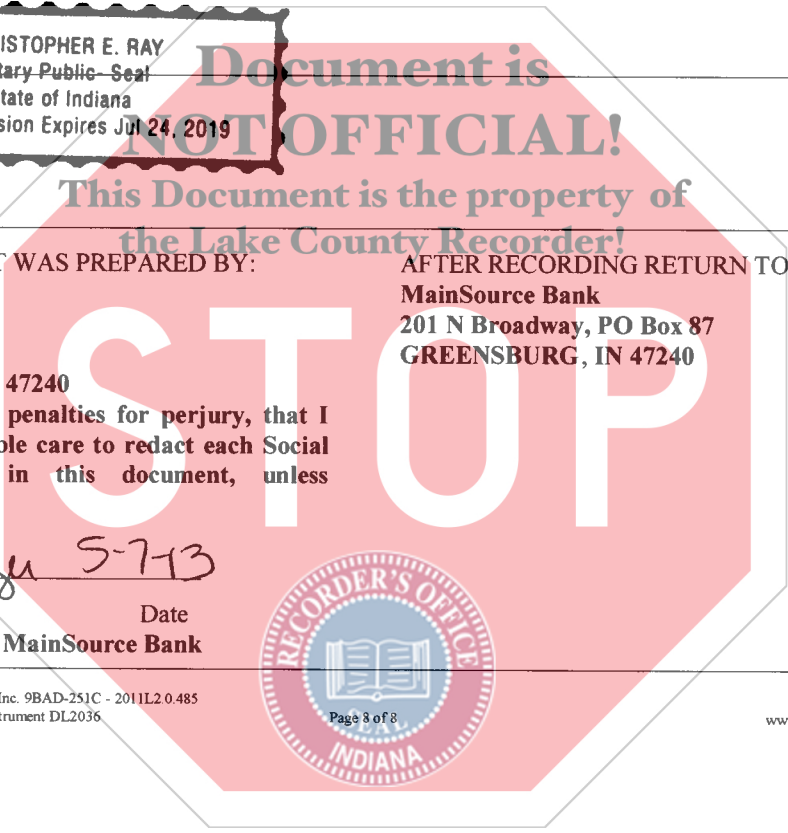 ISTOPHER E. RAY
tary Public- Seal
tate of Indiana
sion Expires Jul 24, 2019
Document is
NOT OFFICIAL!
This Document is the property of
the Lake County Recorder!
T WAS PREPARED BY:
47240
penalties for perjury, that I
ble care to redact each Social
in this document, unless
5-7-13
Date
MainSource Bank
AFTER RECORDING RETURN TO
MainSource Bank
201 N Broadway, PO Box 87
GREENSBURG, IN 47240
STOP
RECORDER'S OFFICE
SEAL
INDIANA
Inc. 9BAD-251C - 2011L2.0.485
trument DL2036
Page 8 of 8
ww